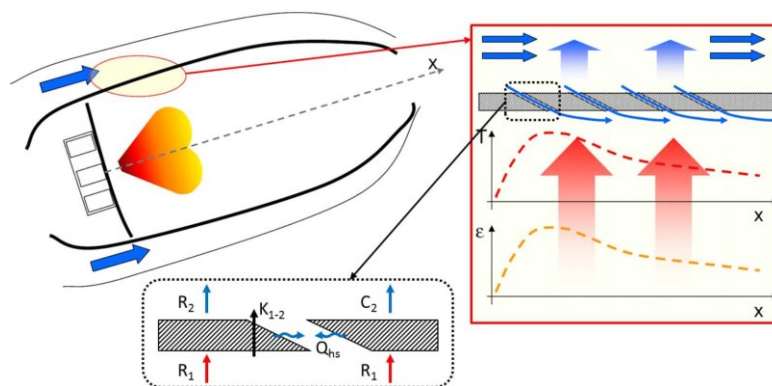 x
T
x
ε
x
R₂
K₁₋₂
C₂
Qₕₛ
R₁
R₁